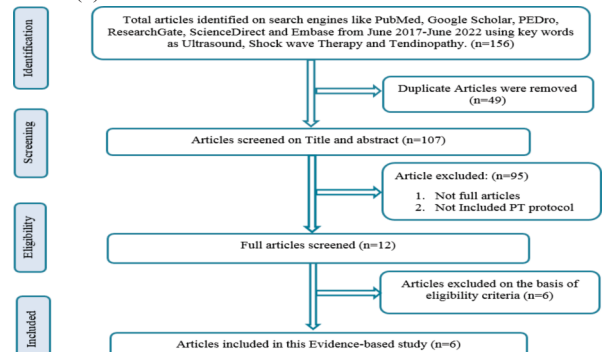 Total articles identified on search engines like PubMed, Google Scholar, PEDro,
ResearchGate, ScienceDirect and Embase from June 2017-June 2022 using key words
as Ultrasound, Shock wave Therapy and Tendinopathy. (n=156)
Identification
Duplicate Articles were removed
(n=49)
Screening
Articles screened on Title and abstract (n=107)
Article excluded: (n=95)
1. Not full articles
2. Not Included PT protocol
Eligibility
Full articles screened (n=12)
Articles excluded on the basis of
eligibility criteria (n=6)
Included
Articles included in this Evidence-based study (n=6)